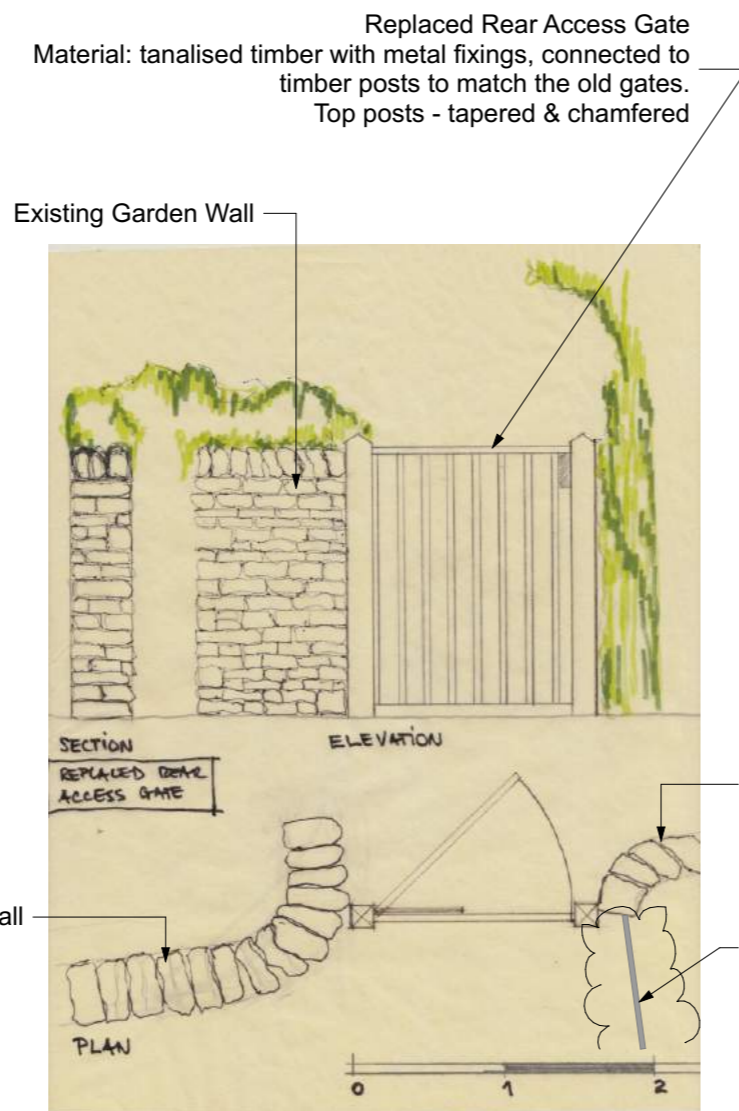 Replaced Rear Access Gate
Material: tanalised timber with metal fixings, connected to
timber posts to match the old gates.
Top posts - tapered & chamfered
Existing Garden Wall
SECTION
ELEVATION
REPLACED REAR
ACCESS GATE
all
PLAN
0 1 2